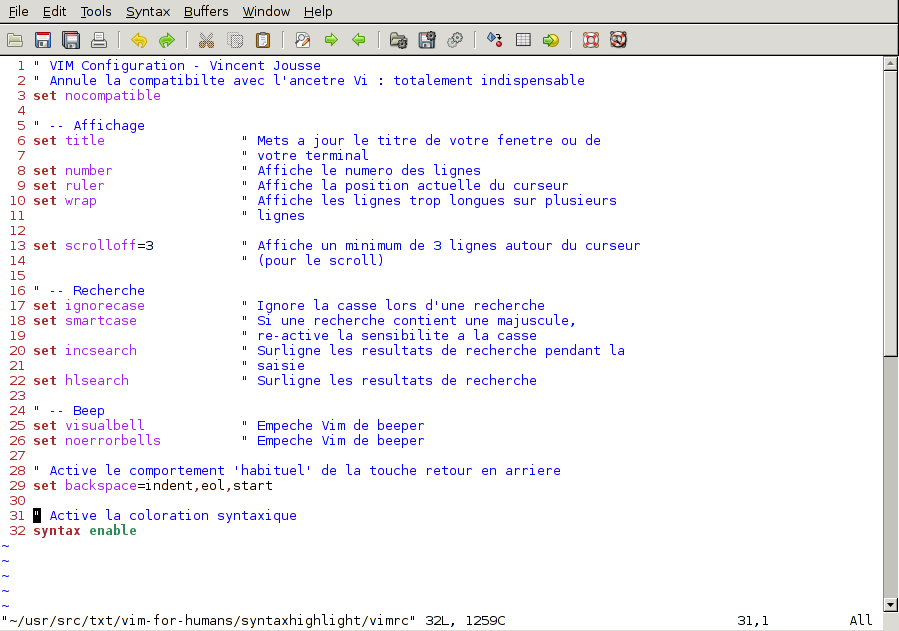 File Edit Tools Syntax Buffers Window Help
1 " VIM Configuration - Vincent Jousse
2 " Annule la compatibilte avec l'ancetre Vi : totalement indispensable
3 set nocompatible
4
5 " -- Affichage
6 set title " Mets a jour le titre de votre fenetre ou de
7 " votre terminal
8 set number " Affiche le numero des lignes
9 set ruler " Affiche la position actuelle du curseur
10 set wrap " Affiche les lignes trop longues sur plusieurs
11 " lignes
12
13 set scrolloff=3 " Affiche un minimum de 3 lignes autour du curseur
14 " (pour le scroll)
15
16 " -- Recherche
17 set ignorecase " Ignore la casse lors d'une recherche
18 set smartcase " Si une recherche contient une majuscule,
19 " re-active la sensibilite a la casse
20 set incsearch " Surligne les resultats de recherche pendant la
21 " saisie
22 set hlsearch " Surligne les resultats de recherche
23
24 " -- Beep
25 set visualbell " Empeche Vim de beeper
26 set noerrorbells " Empeche Vim de beeper
27
28 " Active le comportement 'habituel' de la touche retour en arriere
29 set backspace=indent,eol,start
30
31 " Active la coloration syntaxique
32 syntax enable
~
~
~
~
~
"~/usr/src/txt/vim-for-humans/syntaxhighlight/vimrc" 32L, 1259C 31,1 All